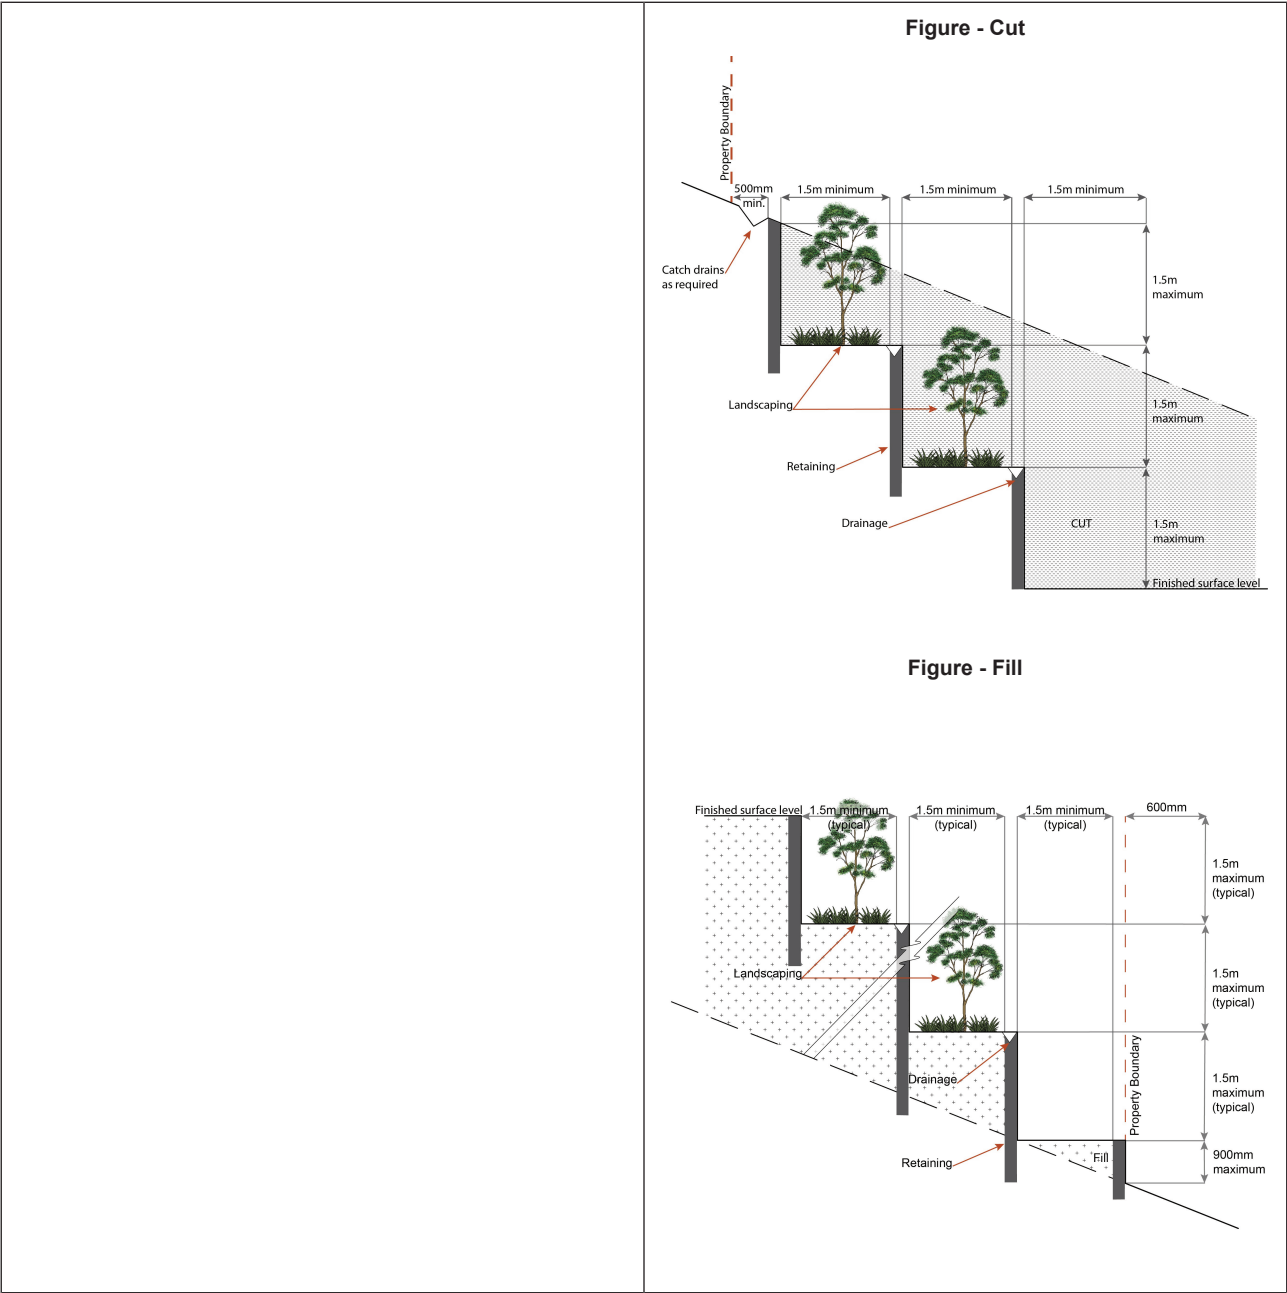 Figure - Cut
Property Boundary
500mm
min.
1.5m minimum
1.5m minimum
1.5m minimum
Catch drains
as required
1.5m
maximum
Landscaping
1.5m
maximum
Retaining
Drainage
CUT
1.5m
maximum
Finished surface level
Figure - Fill
Finished surface level
1.5m minimum
(typical)
1.5m minimum
(typical)
1.5m minimum
(typical)
600mm
1.5m
maximum
(typical)
Landscaping
1.5m
maximum
(typical)
Drainage
Property Boundary
1.5m
maximum
(typical)
Retaining
Fill
900mm
maximum